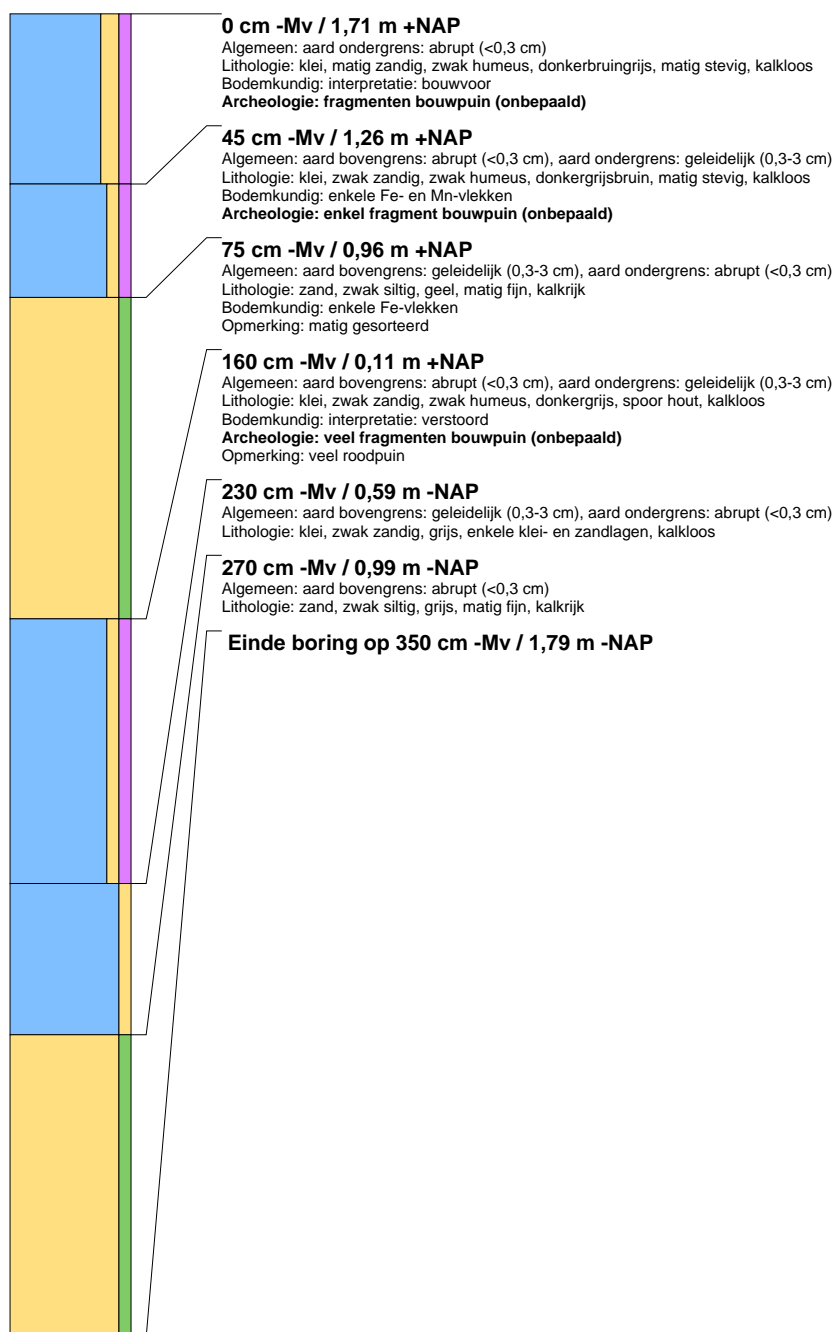 0 cm -Mv / 1,71 m +NAP
Algemeen: aard ondergrens: abrupt (<0,3 cm)
Lithologie: klei, matig zandig, zwak humeus, donkerbruingrijs, matig stevig, kalkloos
Bodemkundig: interpretatie: bouwvoor
Archeologie: fragmenten bouwpuin (onbepaald)
45 cm -Mv / 1,26 m +NAP
Algemeen: aard bovengrens: abrupt (<0,3 cm), aard ondergrens: geleidelijk (0,3-3 cm)
Lithologie: klei, zwak zandig, zwak humeus, donkergrijsbruin, matig stevig, kalkloos
Bodemkundig: enkele Fe- en Mn-vlekken
Archeologie: enkel fragment bouwpuin (onbepaald)
75 cm -Mv / 0,96 m +NAP
Algemeen: aard bovengrens: geleidelijk (0,3-3 cm), aard ondergrens: abrupt (<0,3 cm)
Lithologie: zand, zwak siltig, geel, matig fijn, kalkrijk
Bodemkundig: enkele Fe-vlekken
Opmerking: matig gesorteerd
160 cm -Mv / 0,11 m +NAP
Algemeen: aard bovengrens: abrupt (<0,3 cm), aard ondergrens: geleidelijk (0,3-3 cm)
Lithologie: klei, zwak zandig, zwak humeus, donkergrijs, spoor hout, kalkloos
Bodemkundig: interpretatie: verstoord
Archeologie: veel fragmenten bouwpuin (onbepaald)
Opmerking: veel roodpuin
230 cm -Mv / 0,59 m -NAP
Algemeen: aard bovengrens: geleidelijk (0,3-3 cm), aard ondergrens: abrupt (<0,3 cm)
Lithologie: klei, zwak zandig, grijs, enkele klei- en zandlagen, kalkloos
270 cm -Mv / 0,99 m -NAP
Algemeen: aard bovengrens: abrupt (<0,3 cm)
Lithologie: zand, zwak siltig, grijs, matig fijn, kalkrijk
Einde boring op 350 cm -Mv / 1,79 m -NAP